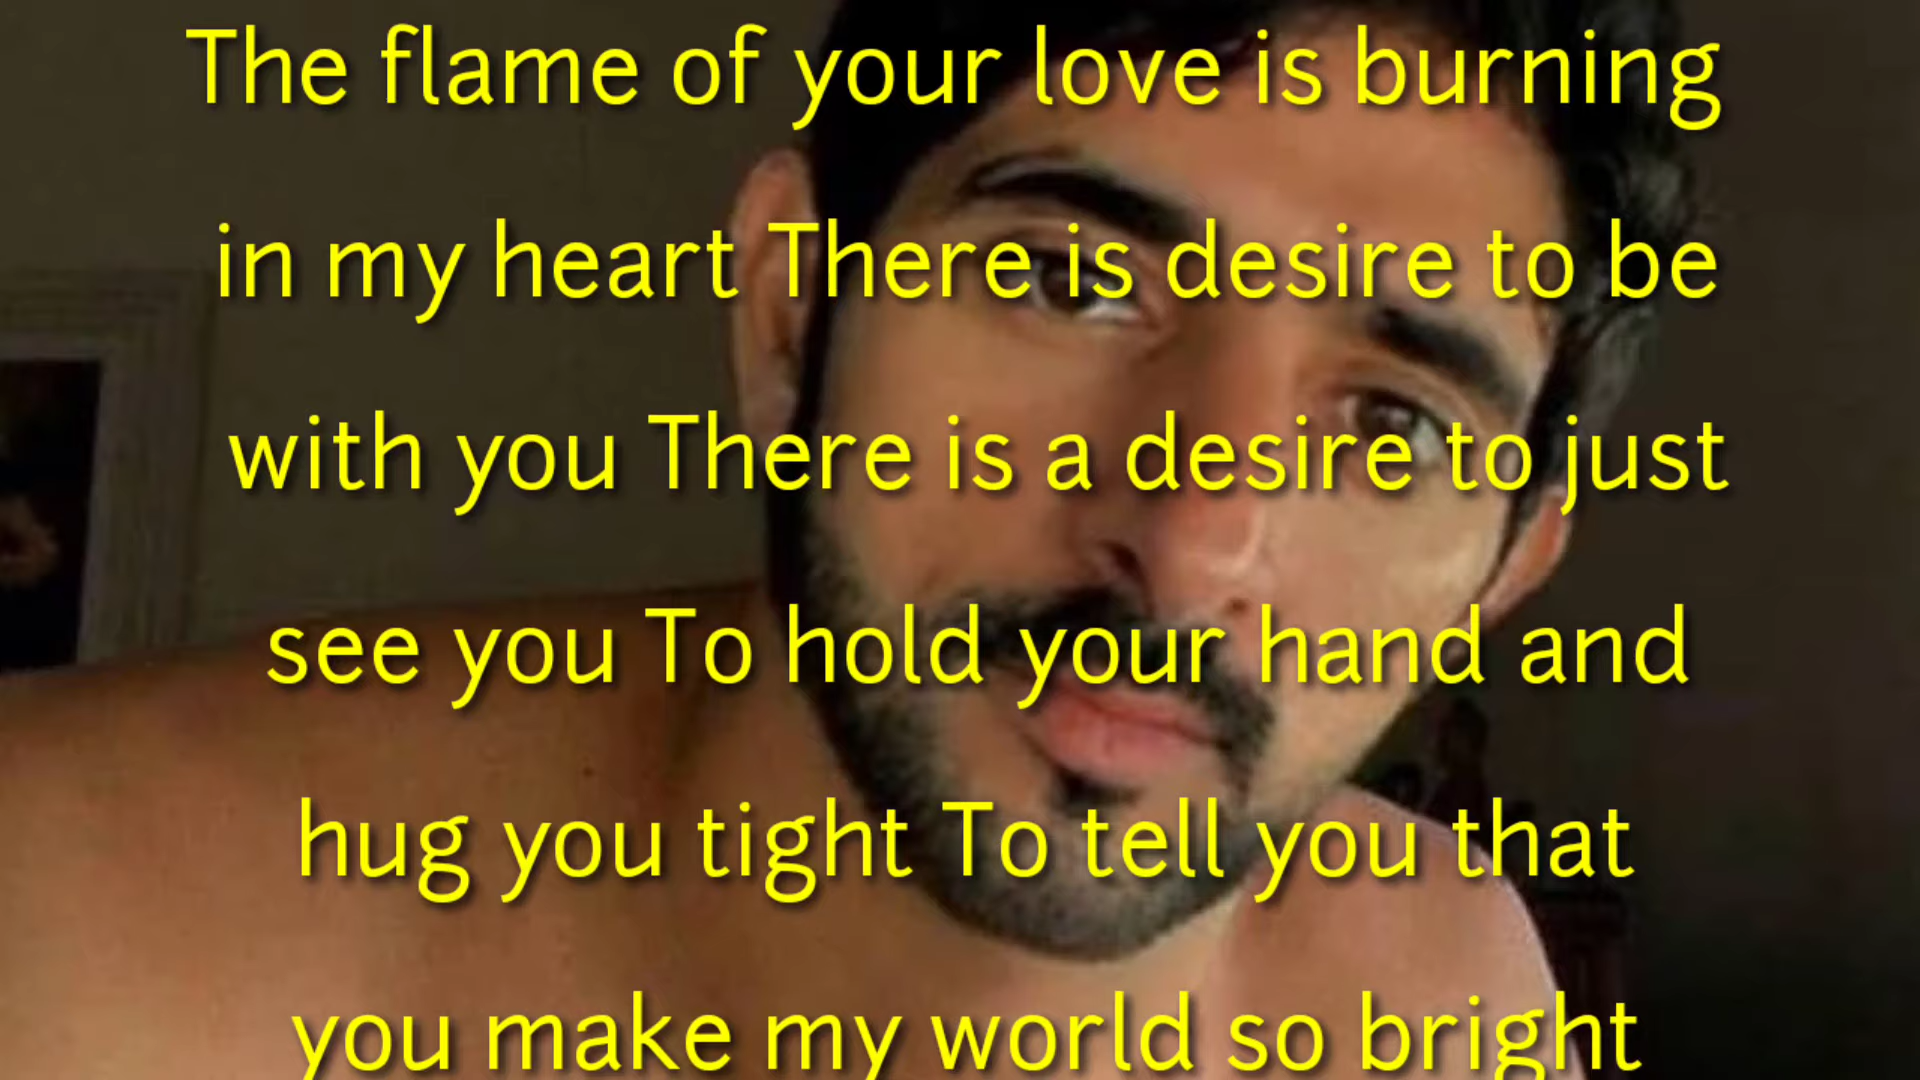 The flame of your love is burning
in my heart There is desire to be
with you There is a desire to just
see you To hold your hand and
hug you tight To tell you that
you make my world so bright